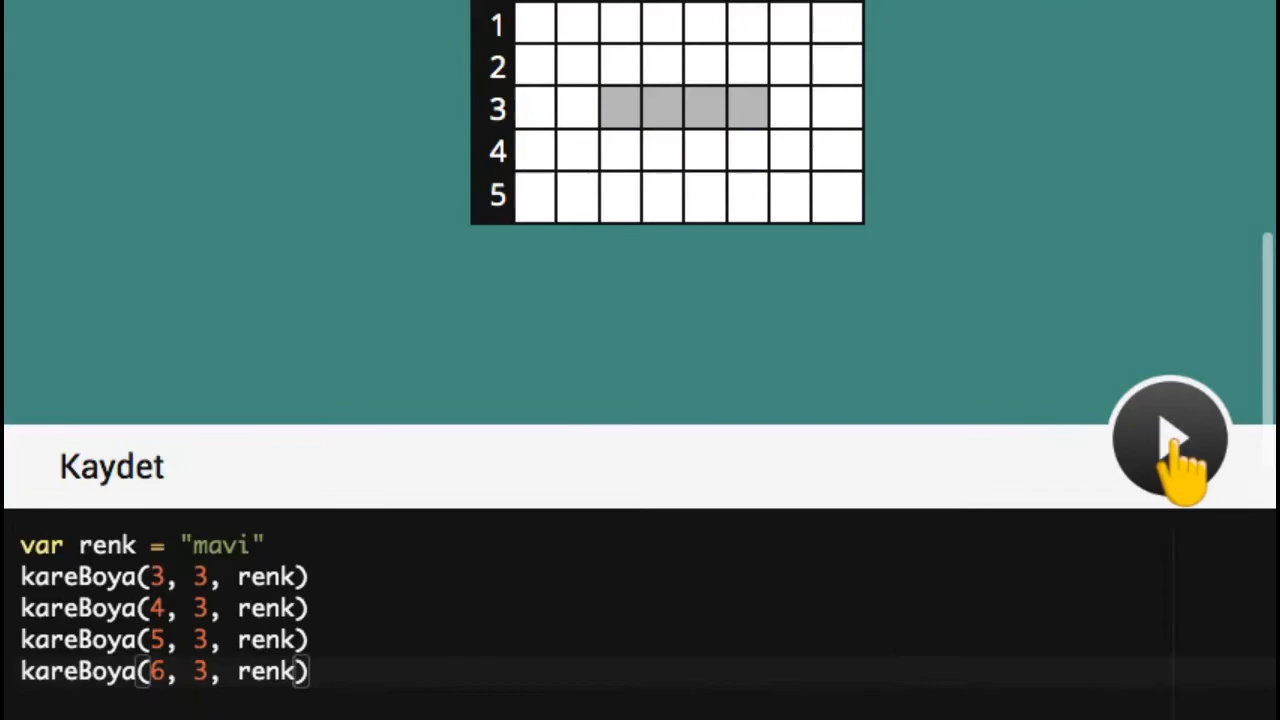 1
2
3
4
5
Kaydet
var renk = "mavi"
kareBoya(3, 3, renk)
kareBoya(4, 3, renk)
kareBoya(5, 3, renk)
kareBoya(6, 3, renk)